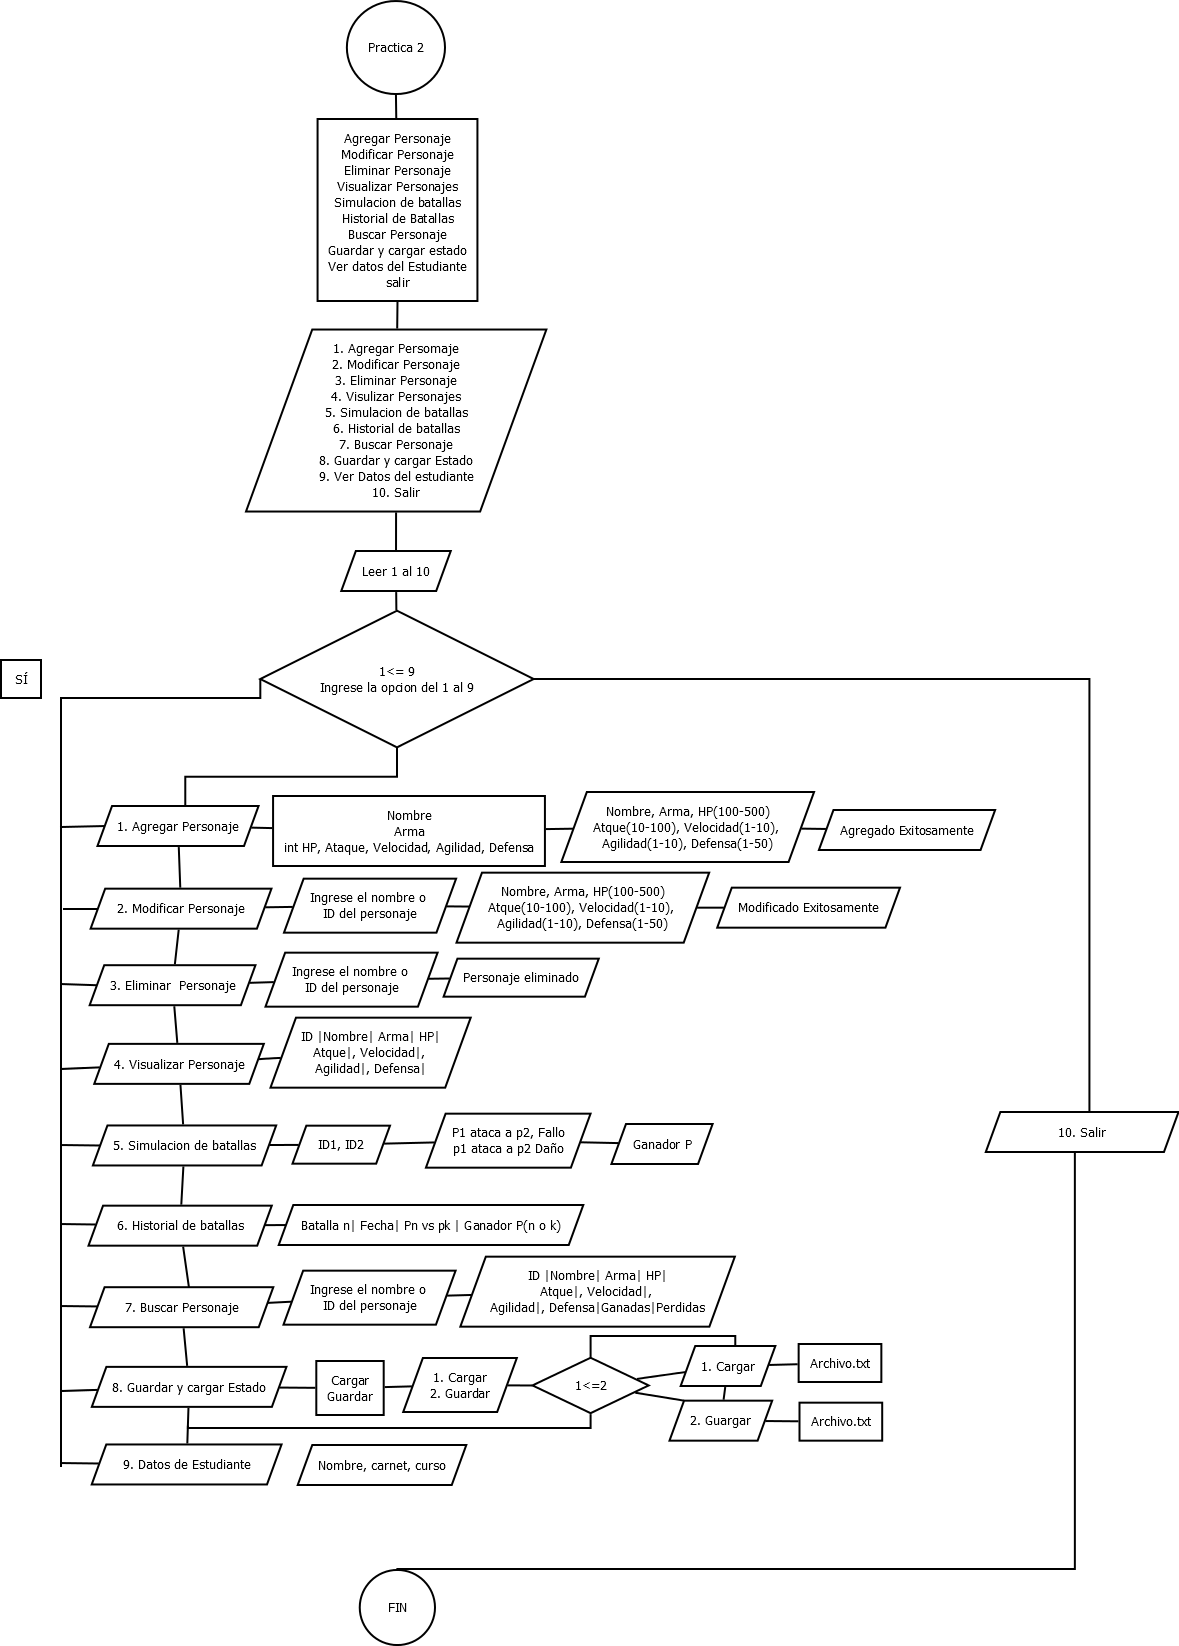 Practica 2
Agregar Personaje
Modificar Personaje
Eliminar Personaje
Visualizar Personajes
Simulacion de batallas
Historial de Batallas
Buscar Personaje
Guardar y cargar estado
Ver datos del Estudiante
salir
1. Agregar Persomaje
2. Modificar Personaje
3. Eliminar Personaje
4. Visulizar Personajes
5. Simulacion de batallas
6. Historial de batallas
7. Buscar Personaje
8. Guardar y cargar Estado
9. Ver Datos del estudiante
10. Salir
Leer 1 al 10
1<= 9
Ingrese la opcion del 1 al 9
SÍ
1. Agregar Personaje
Nombre
Arma
int HP, Ataque, Velocidad, Agilidad, Defensa
Nombre, Arma, HP(100-500)
Atque(10-100), Velocidad(1-10),
Agilidad(1-10), Defensa(1-50)
Agregado Exitosamente
2. Modificar Personaje
Ingrese el nombre o
ID del personaje
Nombre, Arma, HP(100-500)
Atque(10-100), Velocidad(1-10),
Agilidad(1-10), Defensa(1-50)
Modificado Exitosamente
3. Eliminar  Personaje
Ingrese el nombre o
ID del personaje
Personaje eliminado
4. Visualizar Personaje
ID |Nombre| Arma| HP|
Atque|, Velocidad|,
Agilidad|, Defensa|
5. Simulacion de batallas
ID1, ID2
P1 ataca a p2, Fallo
p1 ataca a p2 Daño
Ganador P
10. Salir
6. Historial de batallas
Batalla n| Fecha| Pn vs pk | Ganador P(n o k)
7. Buscar Personaje
Ingrese el nombre o
ID del personaje
ID |Nombre| Arma| HP|
Atque|, Velocidad|,
Agilidad|, Defensa|Ganadas|Perdidas
8. Guardar y cargar Estado
Cargar
Guardar
1. Cargar
2. Guardar
1<=2
1. Cargar
Archivo.txt
2. Guargar
Archivo.txt
9. Datos de Estudiante
Nombre, carnet, curso
FIN